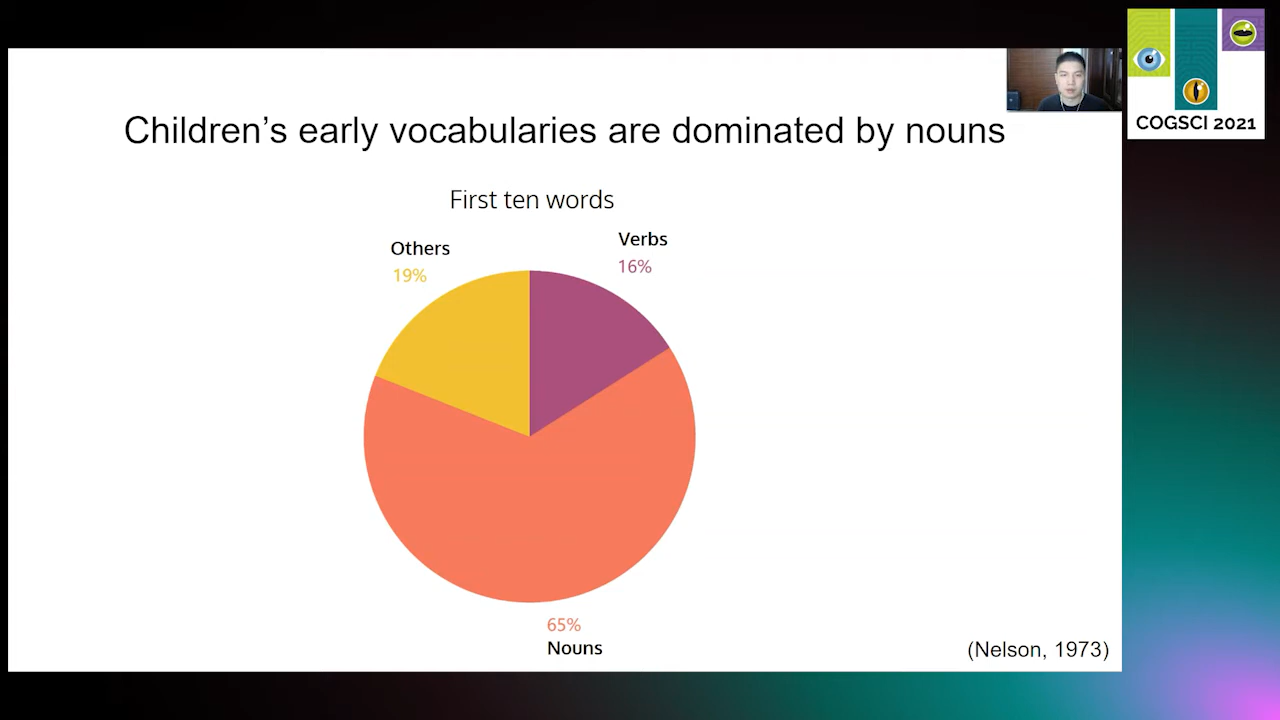 COGSCI 2021
Children's early vocabularies are dominated by nouns
First ten words
Others
19%
Verbs
16%
65%
Nouns
(Nelson, 1973)